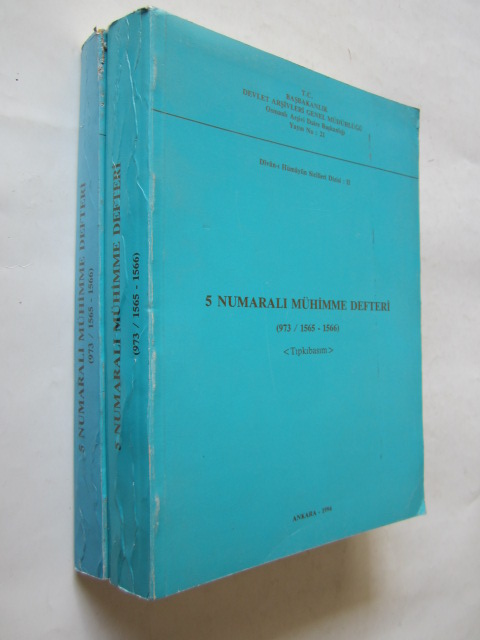 T.C.
BAŞBAKANLIK
DEVLET ARŞİVLERİ GENEL MÜDÜRLÜĞÜ
Osmanlı Arşivi Daire Başkanlığı
Yayın Nu : 21
Dîvân-ı Hümâyûn Sicilleri Dizisi : II
5 NUMARALI MÜHİMME DEFTERİ
(973 / 1565 - 1566)
<Tıpkıbasım>
ANKARA - 1994
5 NUMARALI MÜHİMME DEFTERİ
(973 / 1565 - 1566)
5 NUMARALI MÜHİMME DEFTERİ
(973 / 1565 - 1566)